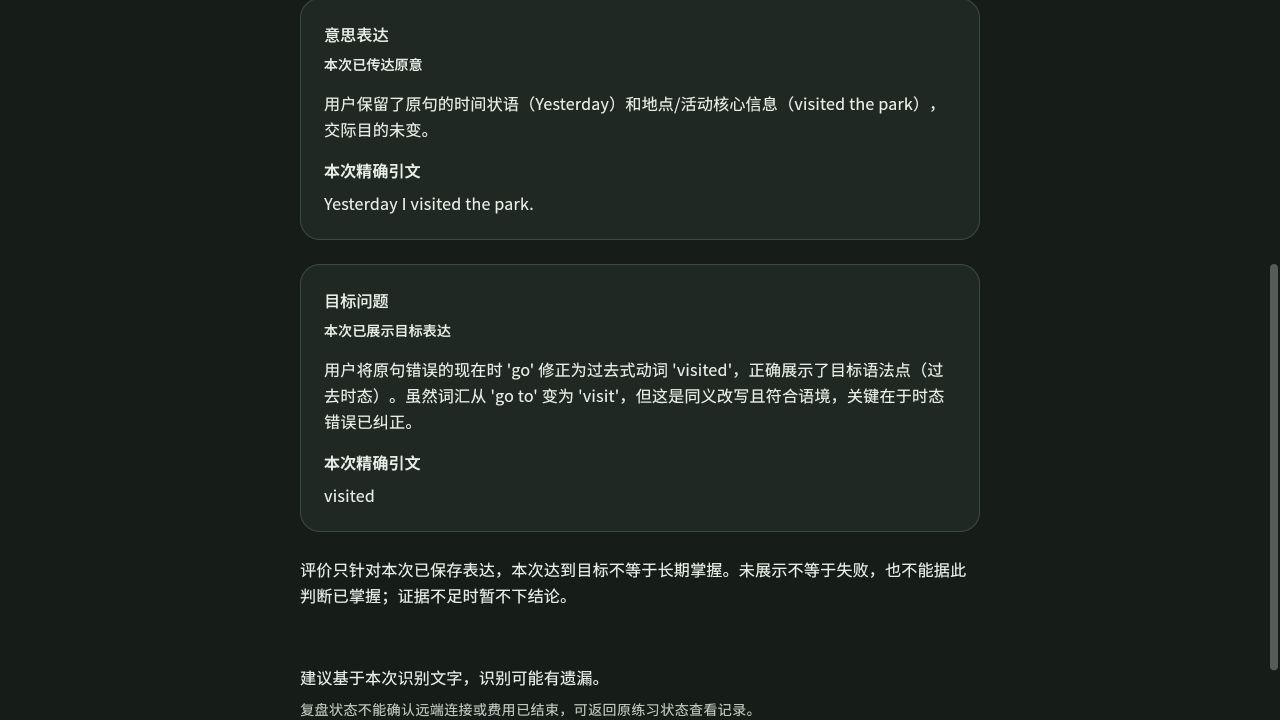 意思表达
本次已传达原意
用户保留了原句的时间状语（Yesterday）和地点/活动核心信息（visited the park），
交际目的未变。
本次精确引文
Yesterday I visited the park.
目标问题
本次已展示目标表达
用户将原句错误的现在时 'go' 修正为过去式动词 'visited'，正确展示了目标语法点（过
去时态）。虽然词汇从 'go to' 变为 'visit'，但这是同义改写且符合语境，关键在于时态
错误已纠正。
本次精确引文
visited
评价只针对本次已保存表达，本次达到目标不等于长期掌握。未展示不等于失败，也不能据此
判断已掌握；证据不足时暂不下结论。
建议基于本次识别文字，识别可能有遗漏。
复盘状态不能确认远端连接或费用已结束，可返回原练习状态查看记录。